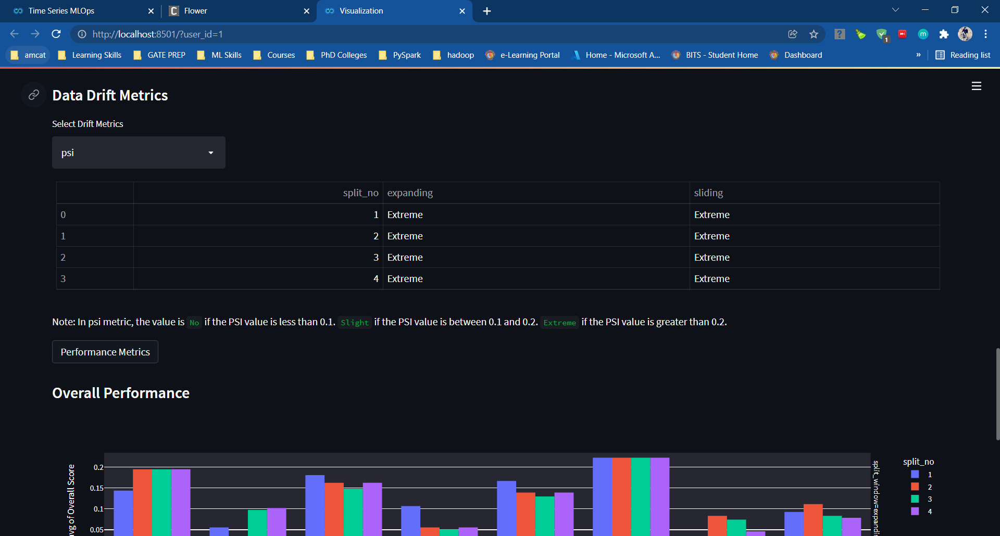 Time Series MLOps
Flower
Visualization
http://localhost:8501/?user_id=1
1
m
amcat
Learning Skills
GATE PREP
ML Skills
Courses
PhD Colleges
PySpark
hadoop
e-Learning Portal
Home - Microsoft A...
BITS - Student Home
Dashboard
»
Reading list
Data Drift Metrics
Select Drift Metrics
psi
split_no expanding sliding
0 1 Extreme Extreme
1 2 Extreme Extreme
2 3 Extreme Extreme
3 4 Extreme Extreme
Note: In psi metric, the value is No if the PSI value is less than 0.1. Slight if the PSI value is between 0.1 and 0.2. Extreme if the PSI value is greater than 0.2.
Performance Metrics
Overall Performance
avg of Overall Score
0.2
0.15
0.1
0.05
split_window=expandi
split_no
1
2
3
4